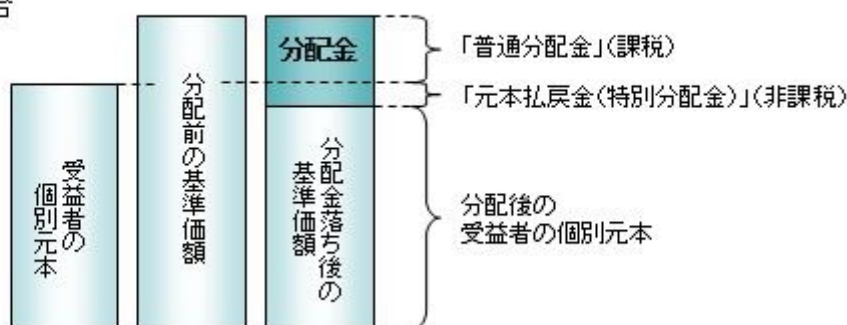 受益者の
個別元本
分配前の基準価額
分配金
分配金落ち後の
基準価額
「普通分配金」(課税)
「元本払戻金(特別分配金)」(非課税)
分配後の
受益者の個別元本